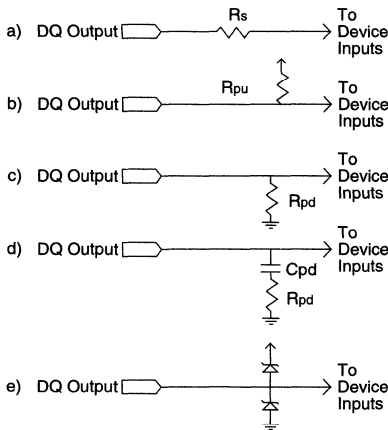 a) DQ Output Rs To Device Inputs
b) DQ Output Rpu To Device Inputs
c) DQ Output Rpd To Device Inputs
d) DQ Output Cpd Rpd To Device Inputs
e) DQ Output To Device Inputs